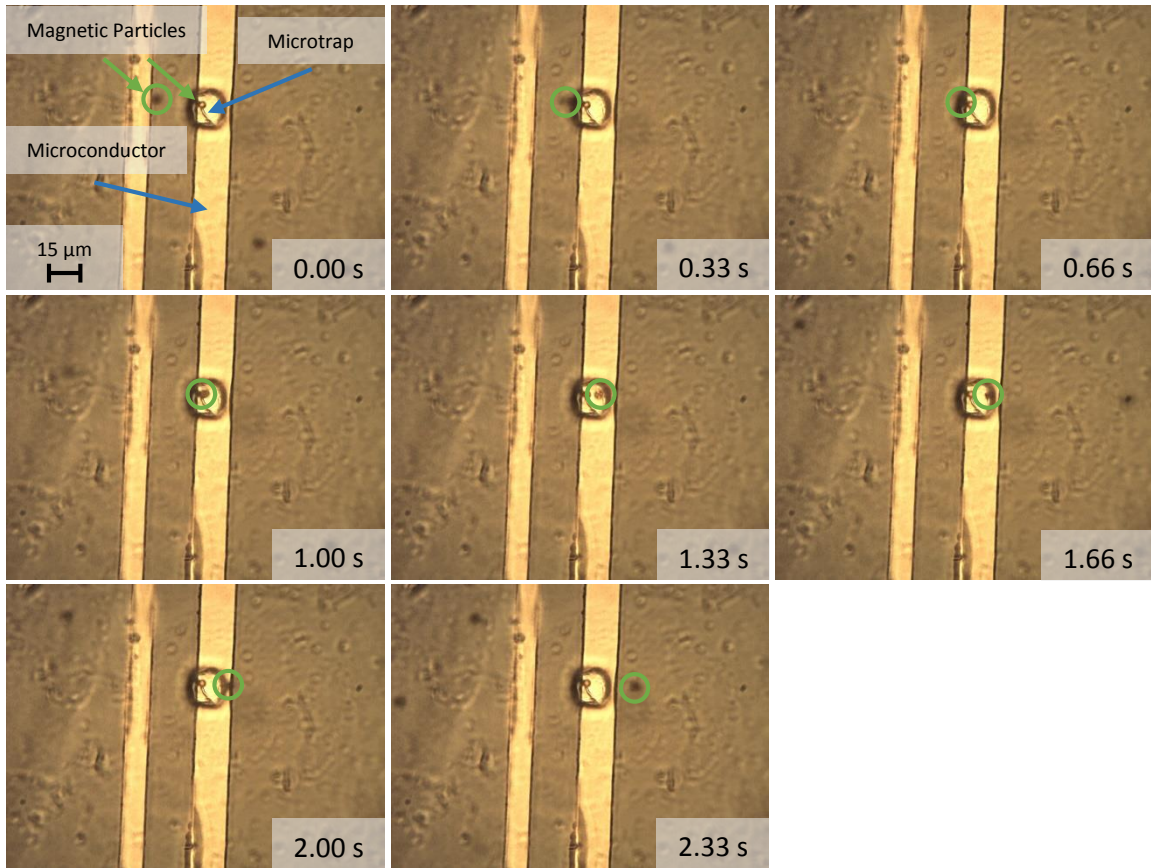 Magnetic Particles
Microtrap
Microconductor
15 µm
0.00 s
0.33 s
0.66 s
1.00 s
1.33 s
1.66 s
2.00 s
2.33 s